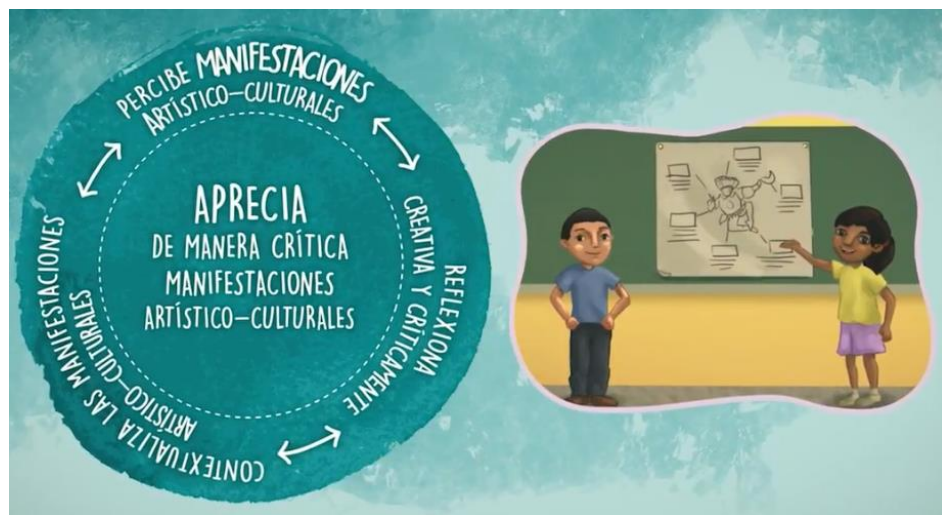 PERCIBE MANIFESTACIONES
ARTÍSTICO-CULTURALES
APRECIA
DE MANERA CRÍTICA
MANIFESTACIONES
ARTÍSTICO-CULTURALES
REFLEXIONA
CREATIVA Y CRÍTICAMENTE
CONTEXTUALIZA LAS MANIFESTACIONES
ARTÍSTICO-CULTURALES